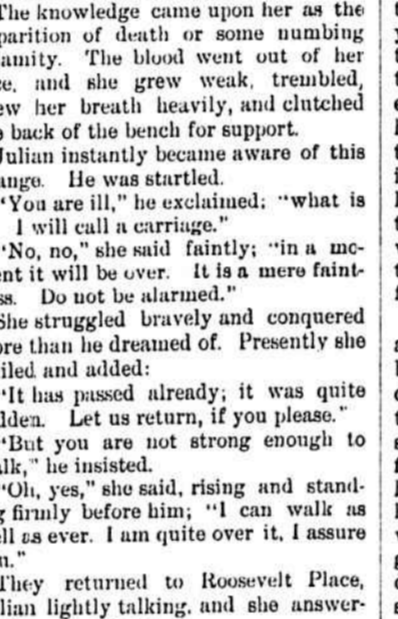 The knowledge came upon her as the
parition of death or some numbing
amity. The blood went out of her
ce, and she grew weak, trembled,
ew her breath heavily, and clutched
e back of the bench for support.
Julian instantly became aware of this
ange. He was startled.
"You are ill," he exclaimed; "what is
I will call a carriage."
"No, no," she said faintly; "in a mo-
ent it will be over. It is a mere faint-
ss. Do not be alarmed."
She struggled bravely and conquered
ore than he dreamed of. Presently she
iled and added:
"It has passed already; it was quite
dden. Let us return, if you please."
"But you are not strong enough to
alk," he insisted.
"Oh, yes," she said, rising and stand-
g firmly before him; "I can walk as
ell as ever. I am quite over it, I assure
u."
They returned to Roosevelt Place,
lian lightly talking, and she answer-